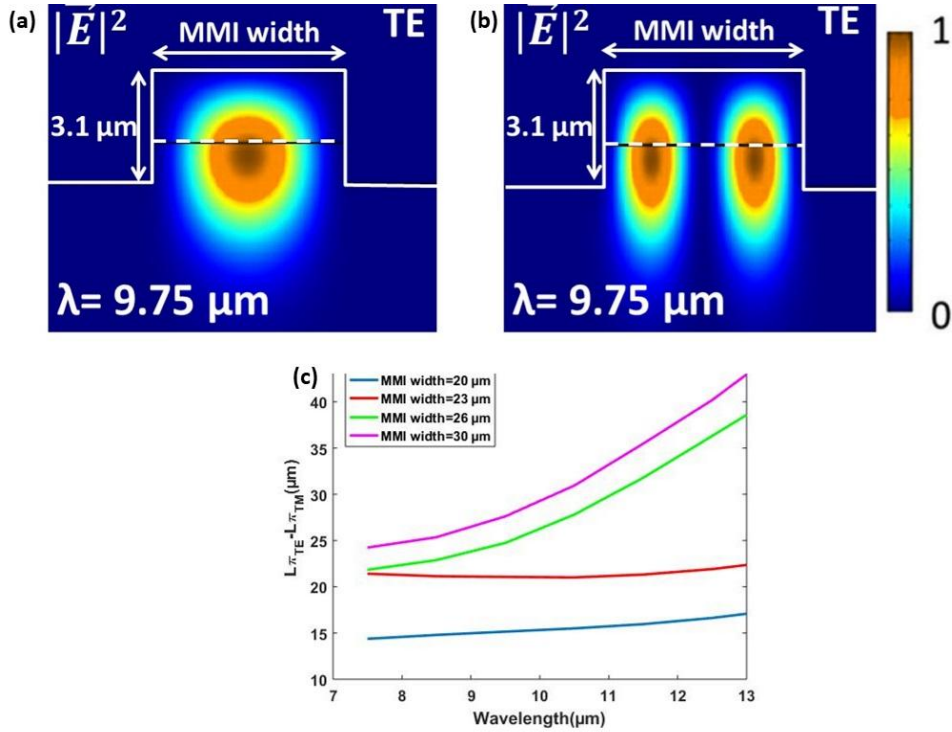 (a) |E⃗|² MMI width TE
3.1 µm
λ= 9.75 µm
(b) |E⃗|² MMI width TE
3.1 µm
λ= 9.75 µm
1
0
(c)
MMI width=20 µm
MMI width=23 µm
MMI width=26 µm
MMI width=30 µm
LπTE-LπTM(µm)
40
35
30
25
20
15
10
7 8 9 10 11 12 13
Wavelength(µm)